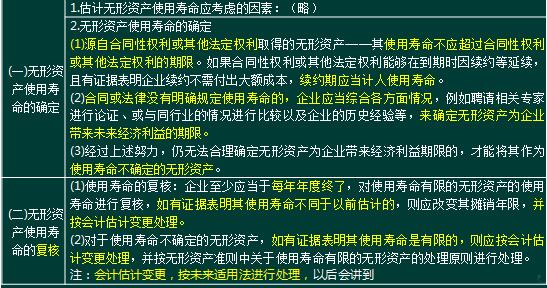 1.估计无形资产使用寿命应考虑的因素：（略）
(一)无形资产使用寿命的确定
2.无形资产使用寿命的确定
(1)源自合同性权利或其他法定权利取得的无形资产——其使用寿命不应超过合同性权利
或其他法定权利的期限。如果合同性权利或其他法定权利能够在到期时因续约等延续，
且有证据表明企业续约不需付出大额成本，续约期应当计入使用寿命。
(2)合同或法律没有明确规定使用寿命的，企业应当综合各方面情况，例如聘请相关专家
进行论证、或与同行业的情况进行比较以及企业的历史经验等，来确定无形资产为企业
带来未来经济利益的期限。
(3)经过上述努力，仍无法合理确定无形资产为企业带来经济利益期限的，才能将其作为
使用寿命不确定的无形资产。
(二)无形资产使用寿命的复核
(1)使用寿命的复核：企业至少应当于每年年度终了，对使用寿命有限的无形资产的使用
寿命进行复核，如有证据表明其使用寿命不同于以前估计的，则应改变其摊销年限，并
按会计估计变更处理。
(2)对于使用寿命不确定的无形资产，如有证据表明其使用寿命是有限的，则应按会计估
计变更处理，并按无形资产准则中关于使用寿命有限的无形资产的处理原则进行处理。
注：会计估计变更，按未来适用法进行处理，以后会讲到